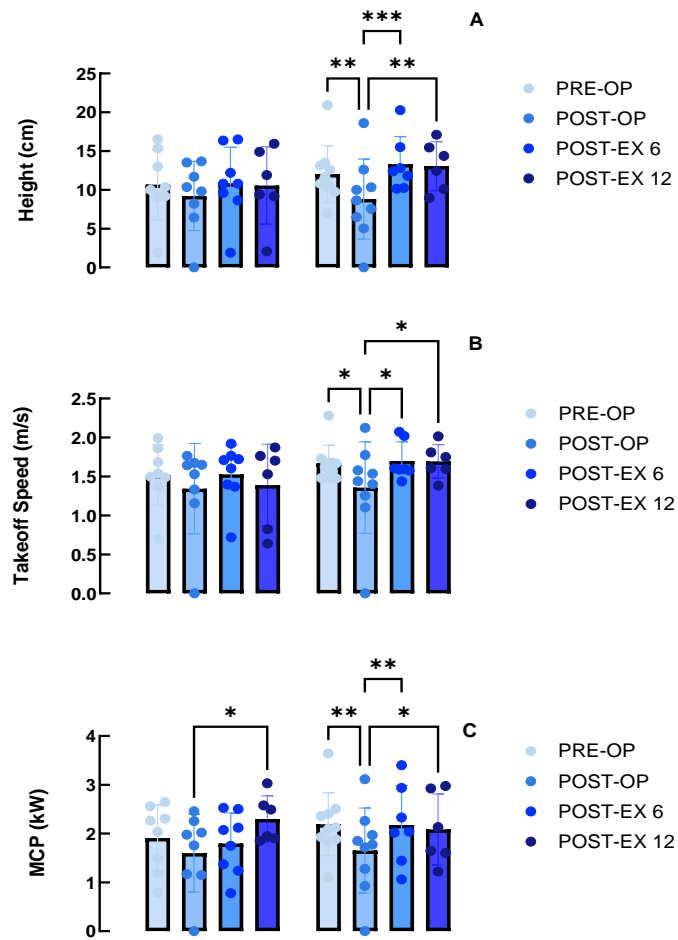 A
***
**
**
25
20
15
10
5
0
Height (cm)
PRE-OP
POST-OP
POST-EX 6
POST-EX 12
B
*
*
*
2.5
2.0
1.5
1.0
0.5
0.0
Takeoff Speed (m/s)
PRE-OP
POST-OP
POST-EX 6
POST-EX 12
C
**
*
**
*
4
3
2
1
0
MCP (kW)
PRE-OP
POST-OP
POST-EX 6
POST-EX 12